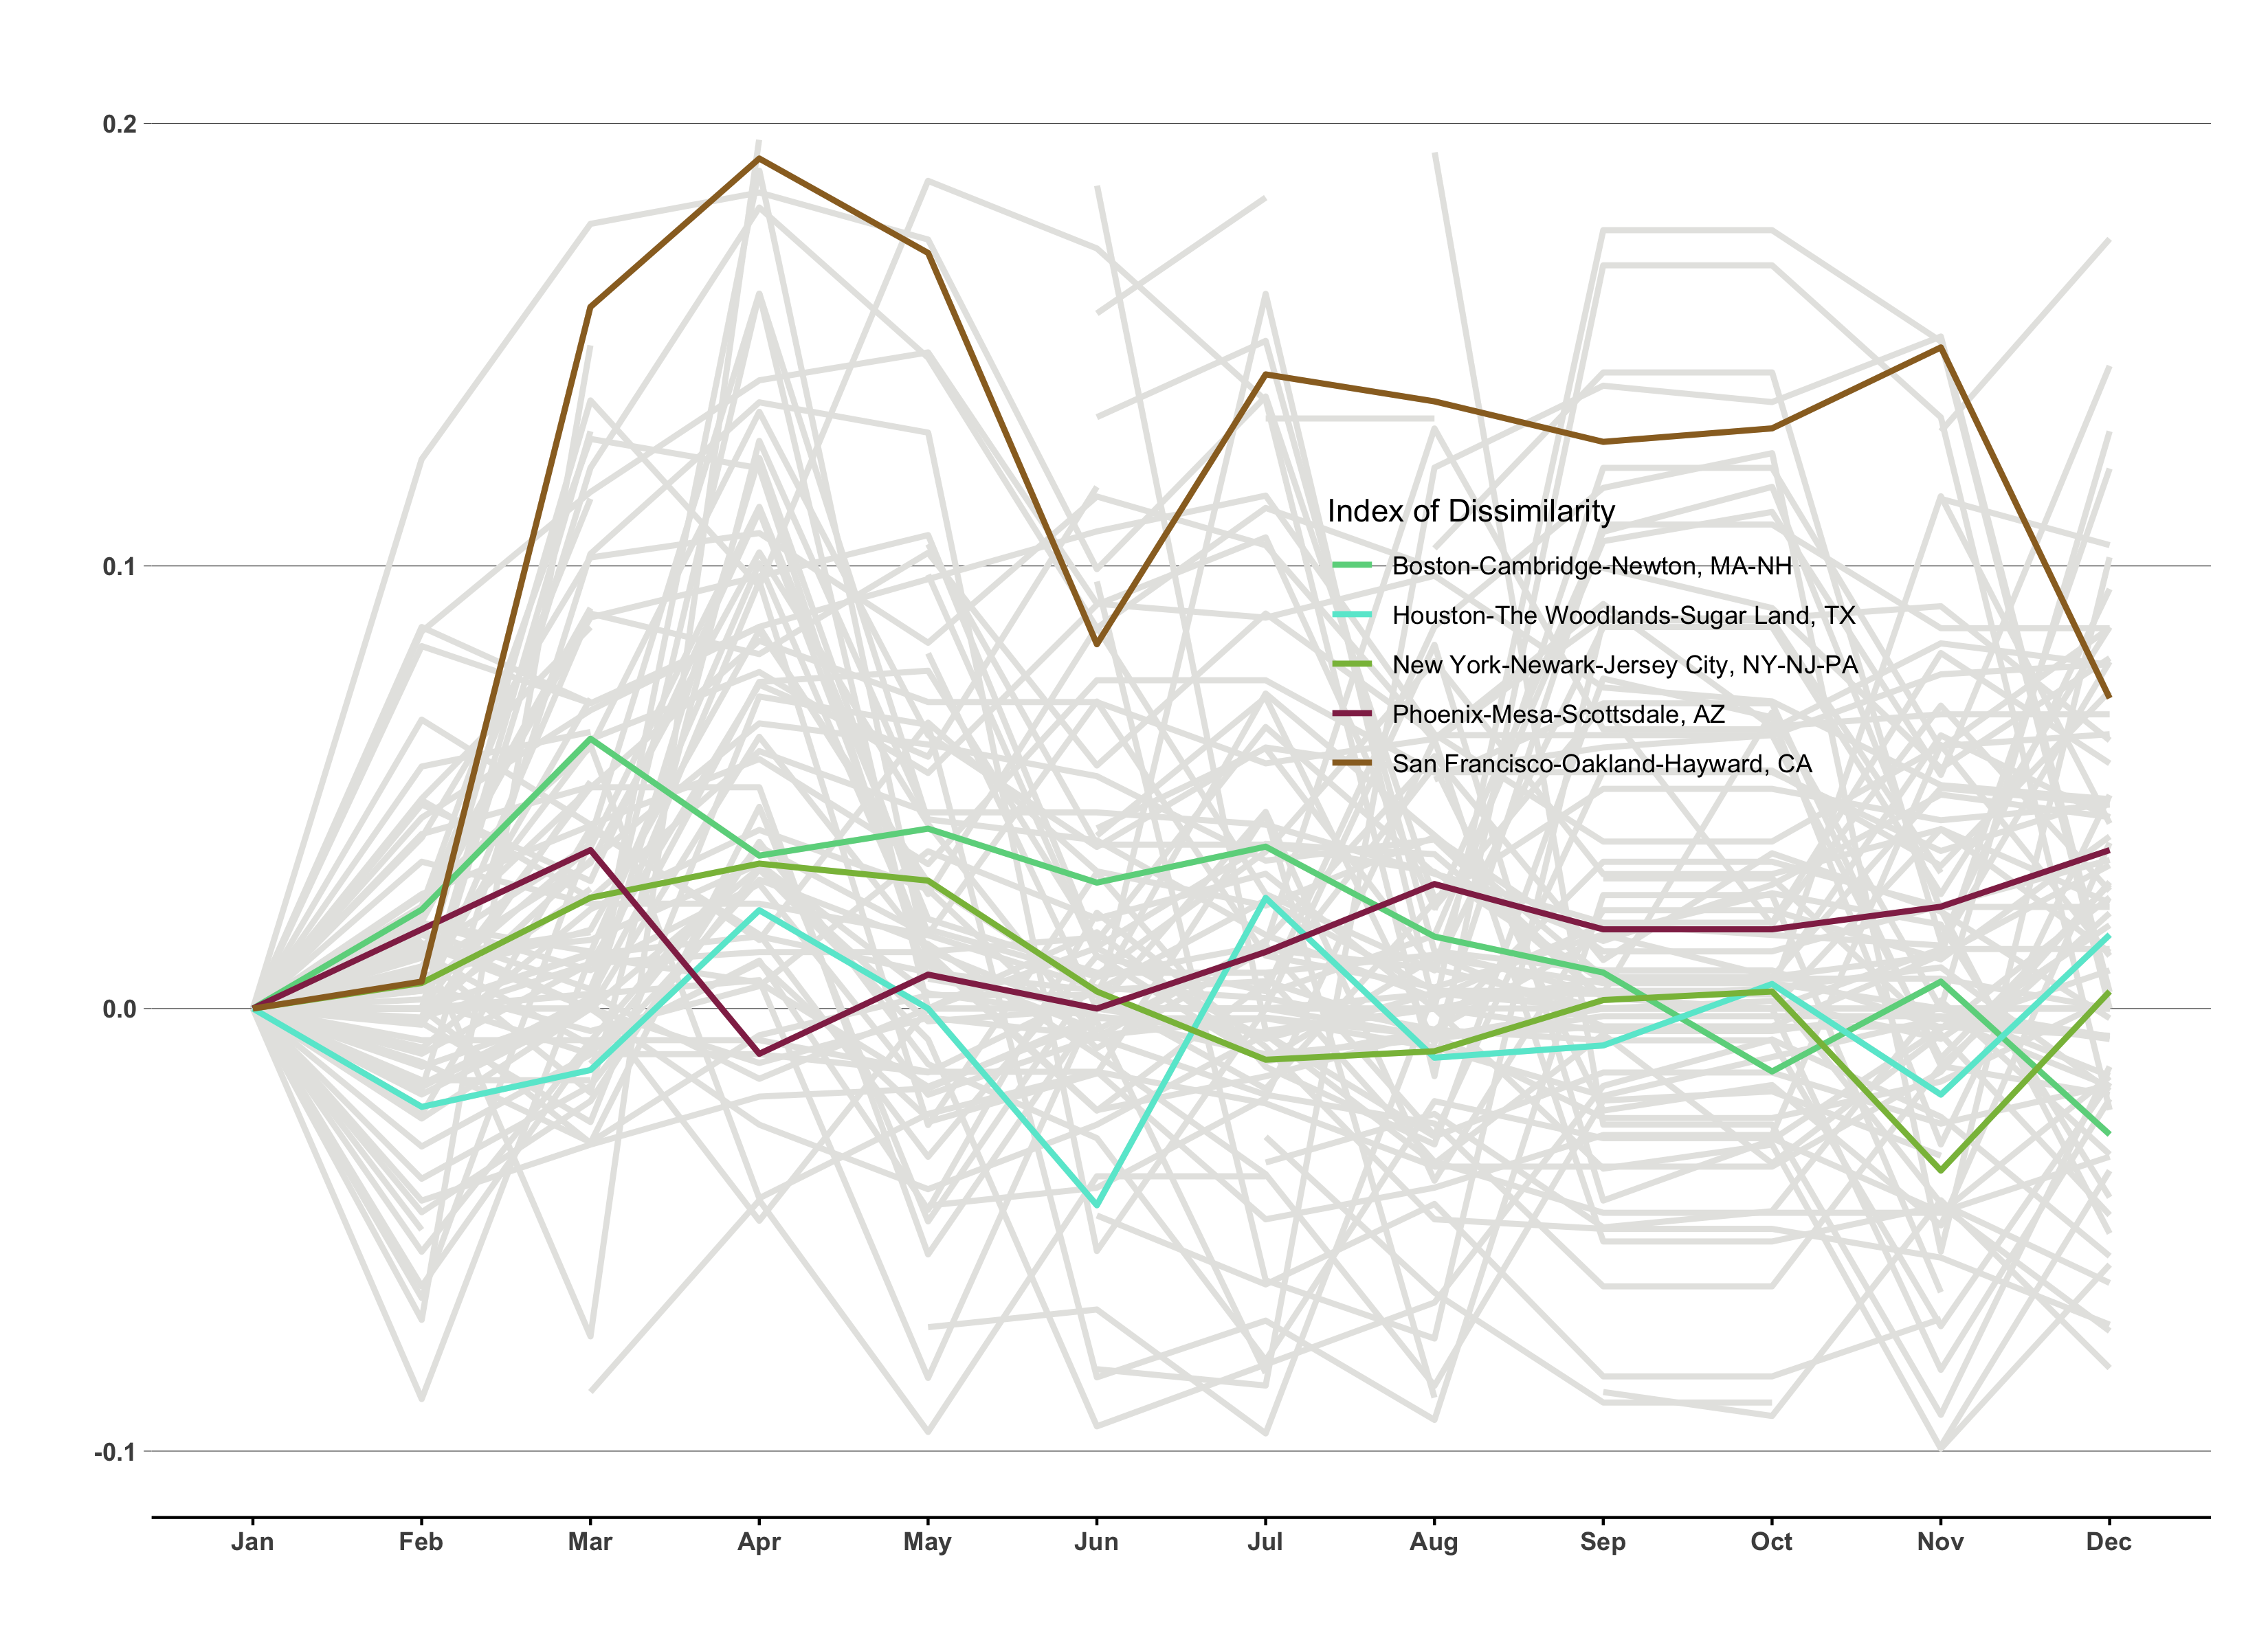 0.2
0.1
0.0
-0.1
Index of Dissimilarity
Boston-Cambridge-Newton, MA-NH
Houston-The Woodlands-Sugar Land, TX
New York-Newark-Jersey City, NY-NJ-PA
Phoenix-Mesa-Scottsdale, AZ
San Francisco-Oakland-Hayward, CA
Jan Feb Mar Apr May Jun Jul Aug Sep Oct Nov Dec